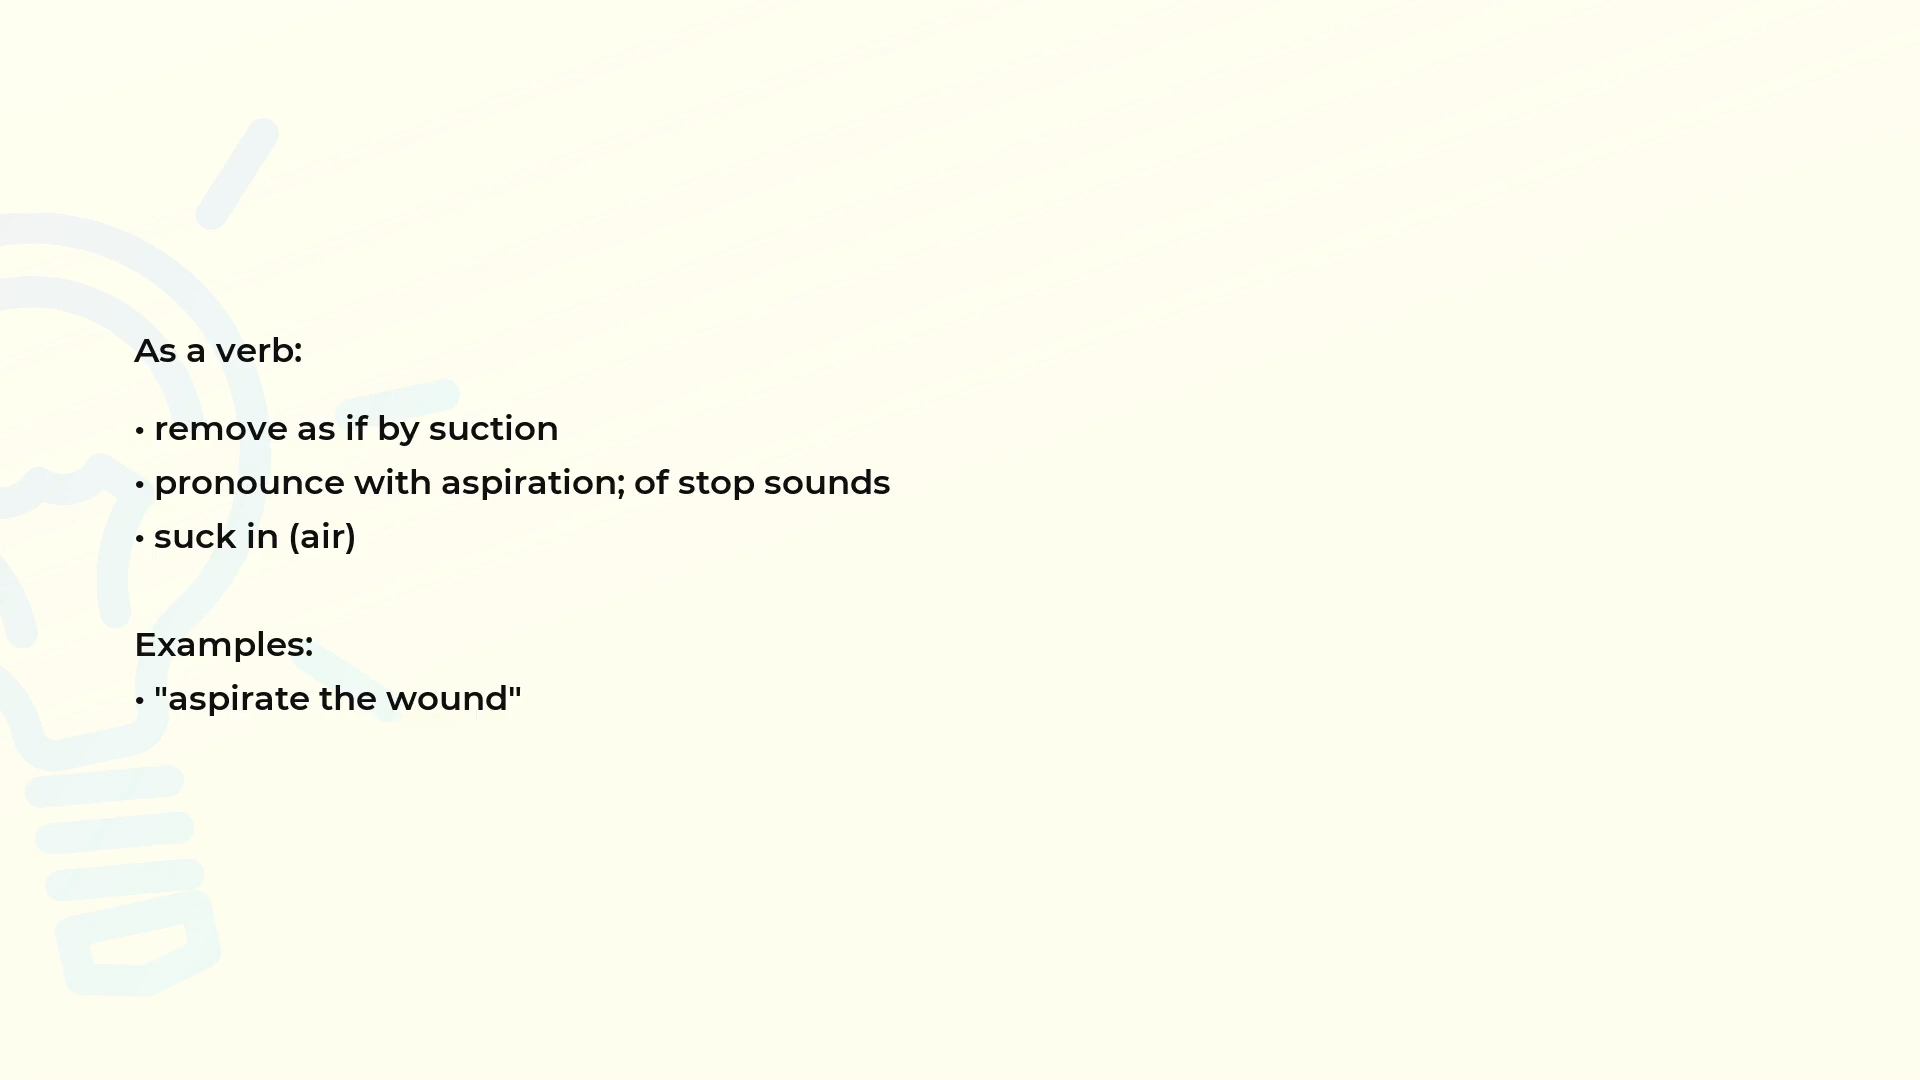 As a verb:
• remove as if by suction
• pronounce with aspiration; of stop sounds
• suck in (air)
Examples:
• "aspirate the wound"